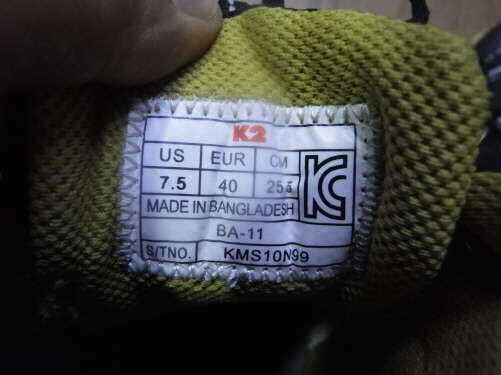 K2
US EUR CM
7.5 40 255
MADE IN BANGLADESH
BA-11
S/TNO. KMS10N99
KC